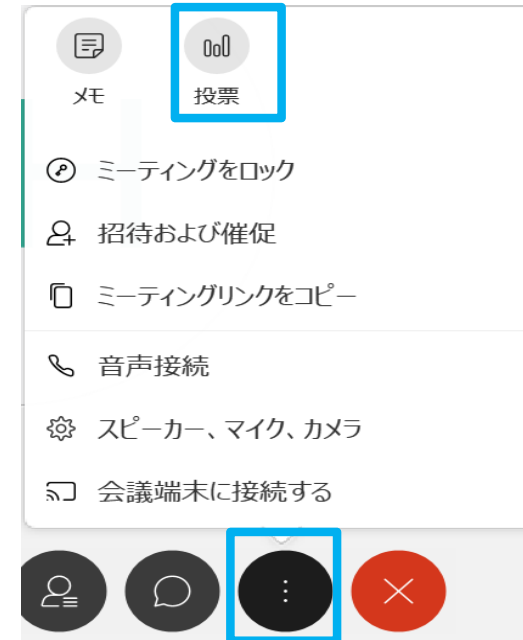 メモ
投票
ミーティングをロック
招待および催促
ミーティングリンクをコピー
音声接続
スピーカー、マイク、カメラ
会議端末に接続する